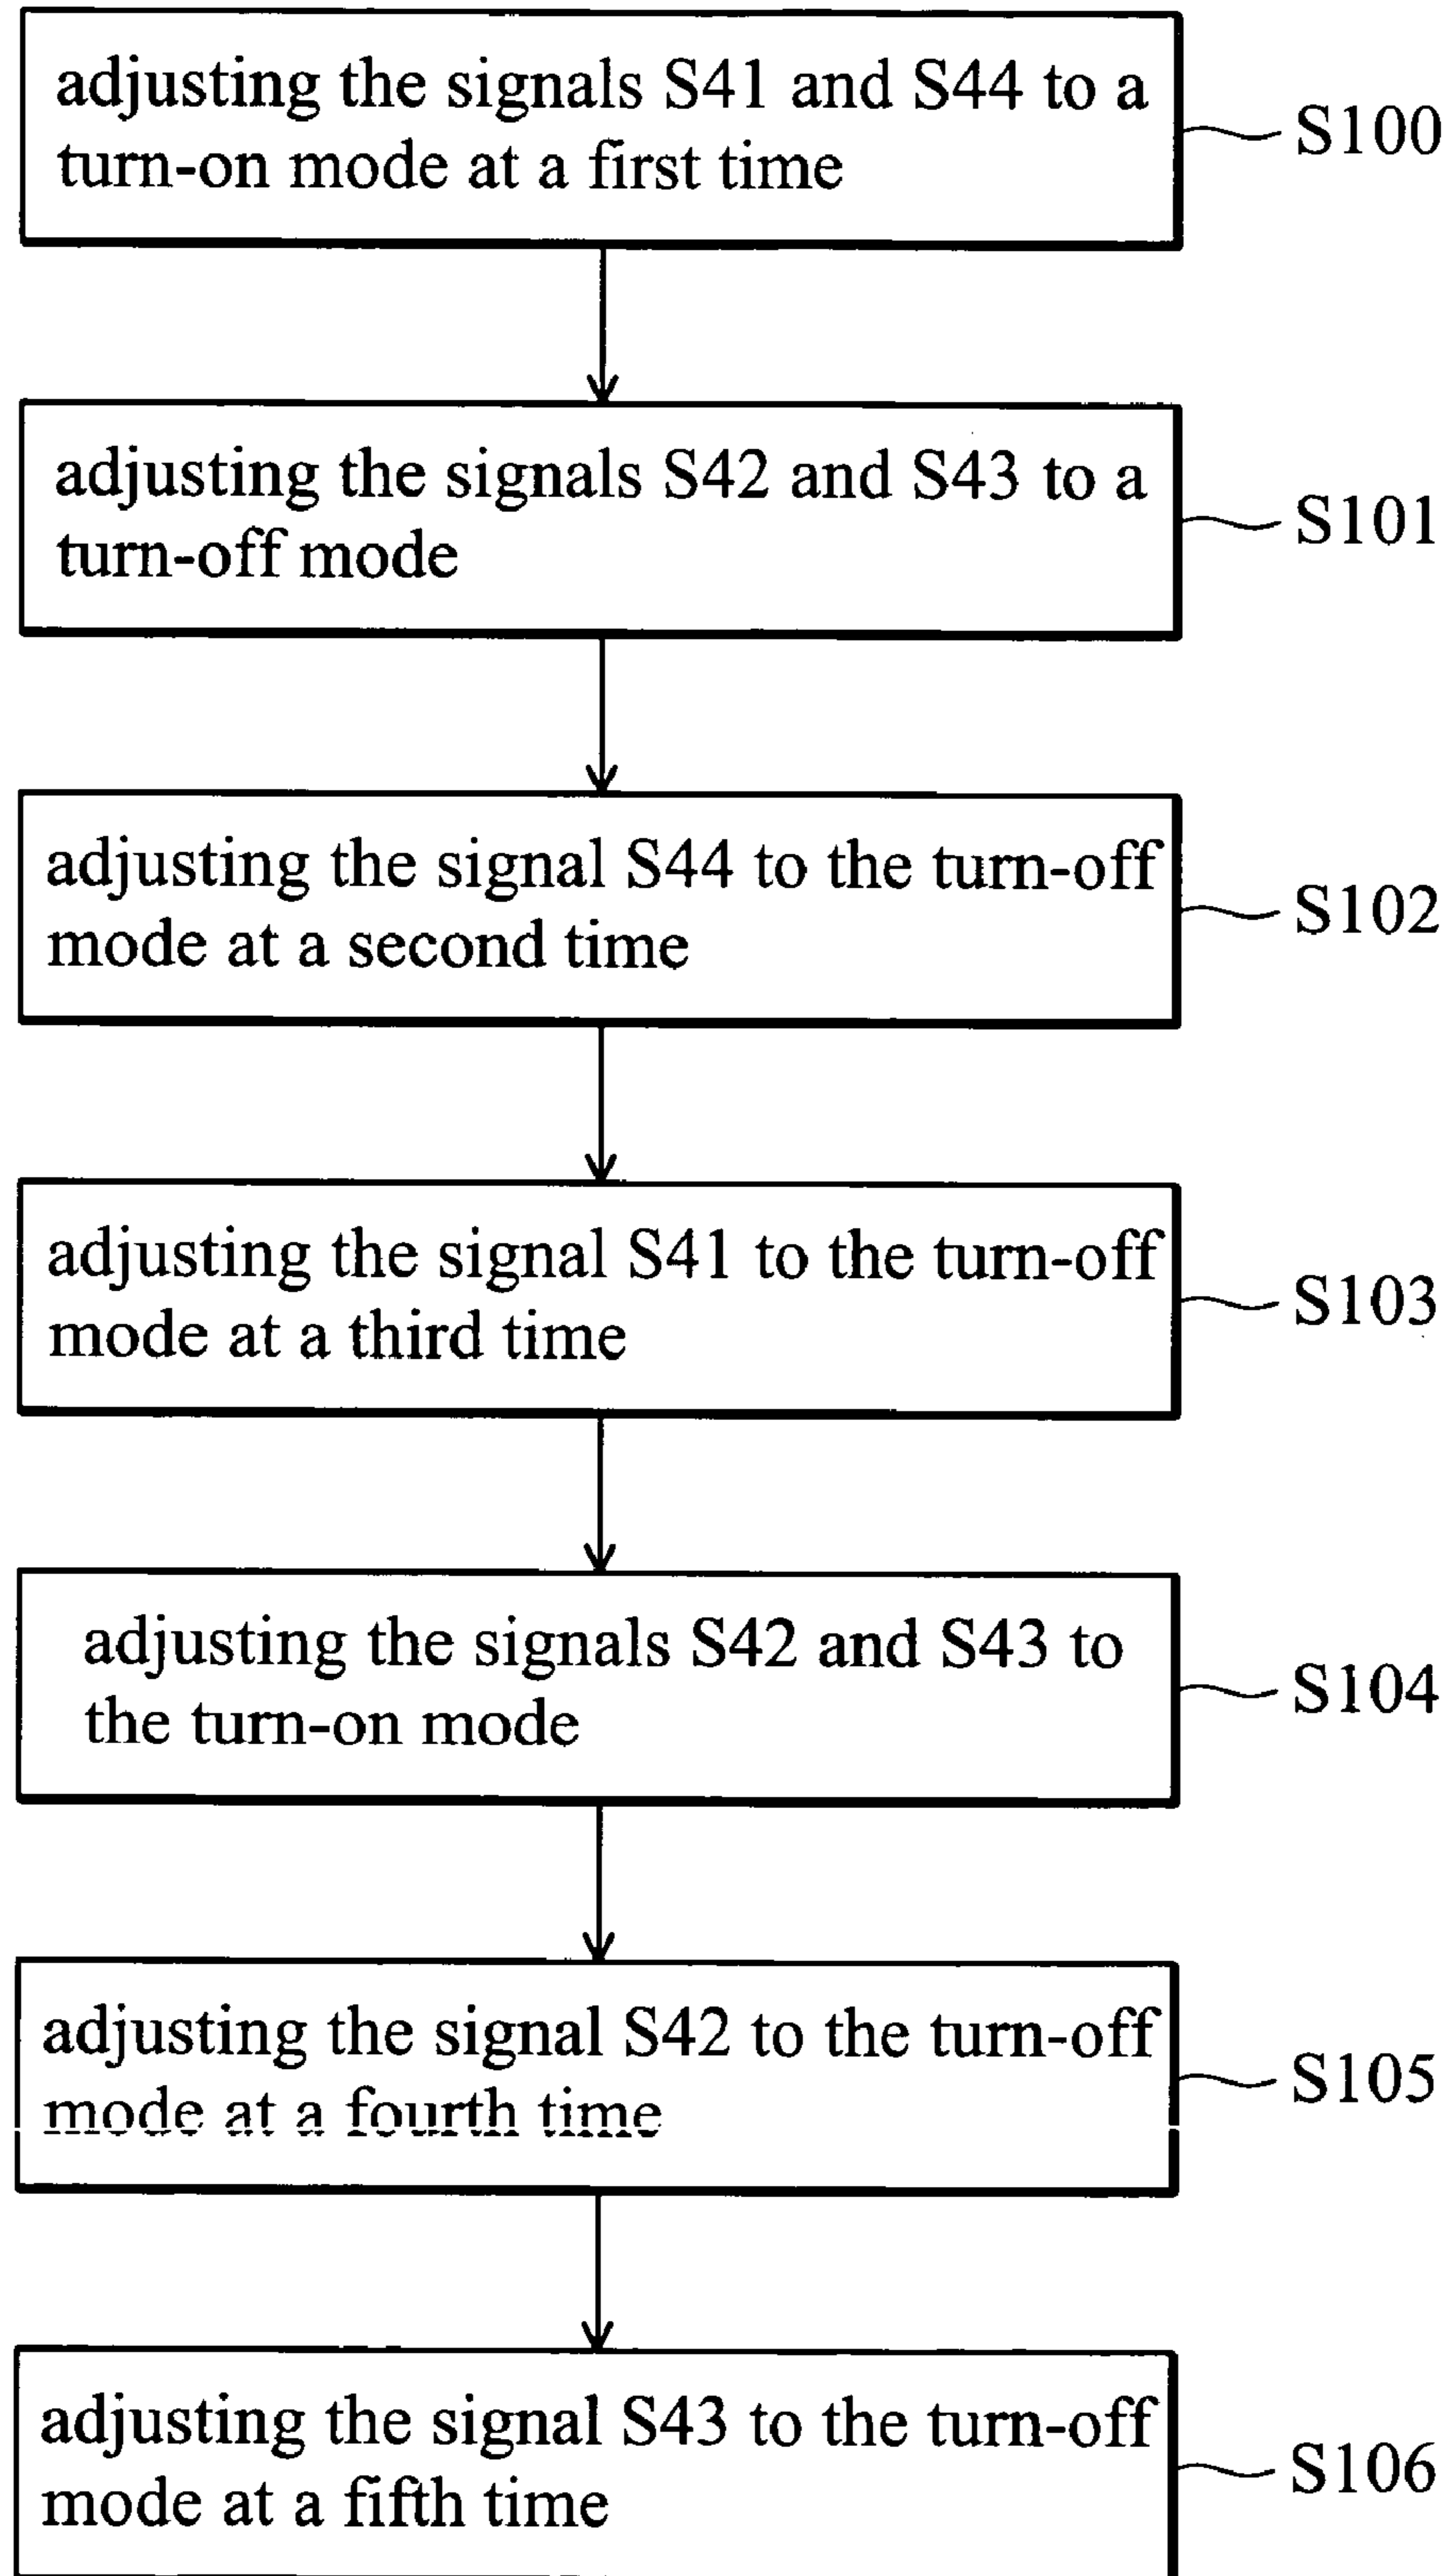 adjusting the signals S41 and S44 to a
turn-on mode at a first time
S100
adjusting the signals S42 and S43 to a
turn-off mode
S101
adjusting the signal S44 to the turn-off
mode at a second time
S102
adjusting the signal S41 to the turn-off
mode at a third time
S103
adjusting the signals S42 and S43 to
the turn-on mode
S104
adjusting the signal S42 to the turn-off
mode at a fourth time
S105
adjusting the signal S43 to the turn-off
mode at a fifth time
S106